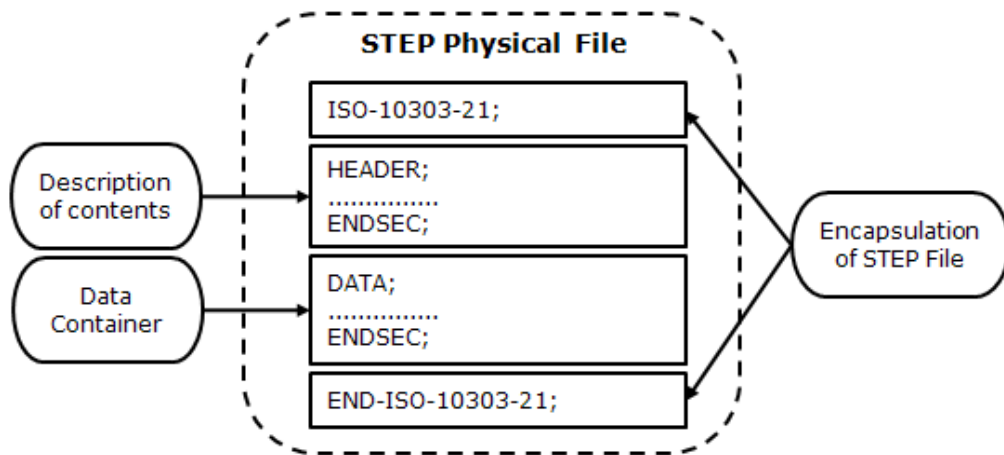 STEP Physical File
ISO-10303-21;
HEADER;
...............
ENDSEC;
DATA;
...............
ENDSEC;
END-ISO-10303-21;
Description
of contents
Data
Container
Encapsulation
of STEP File